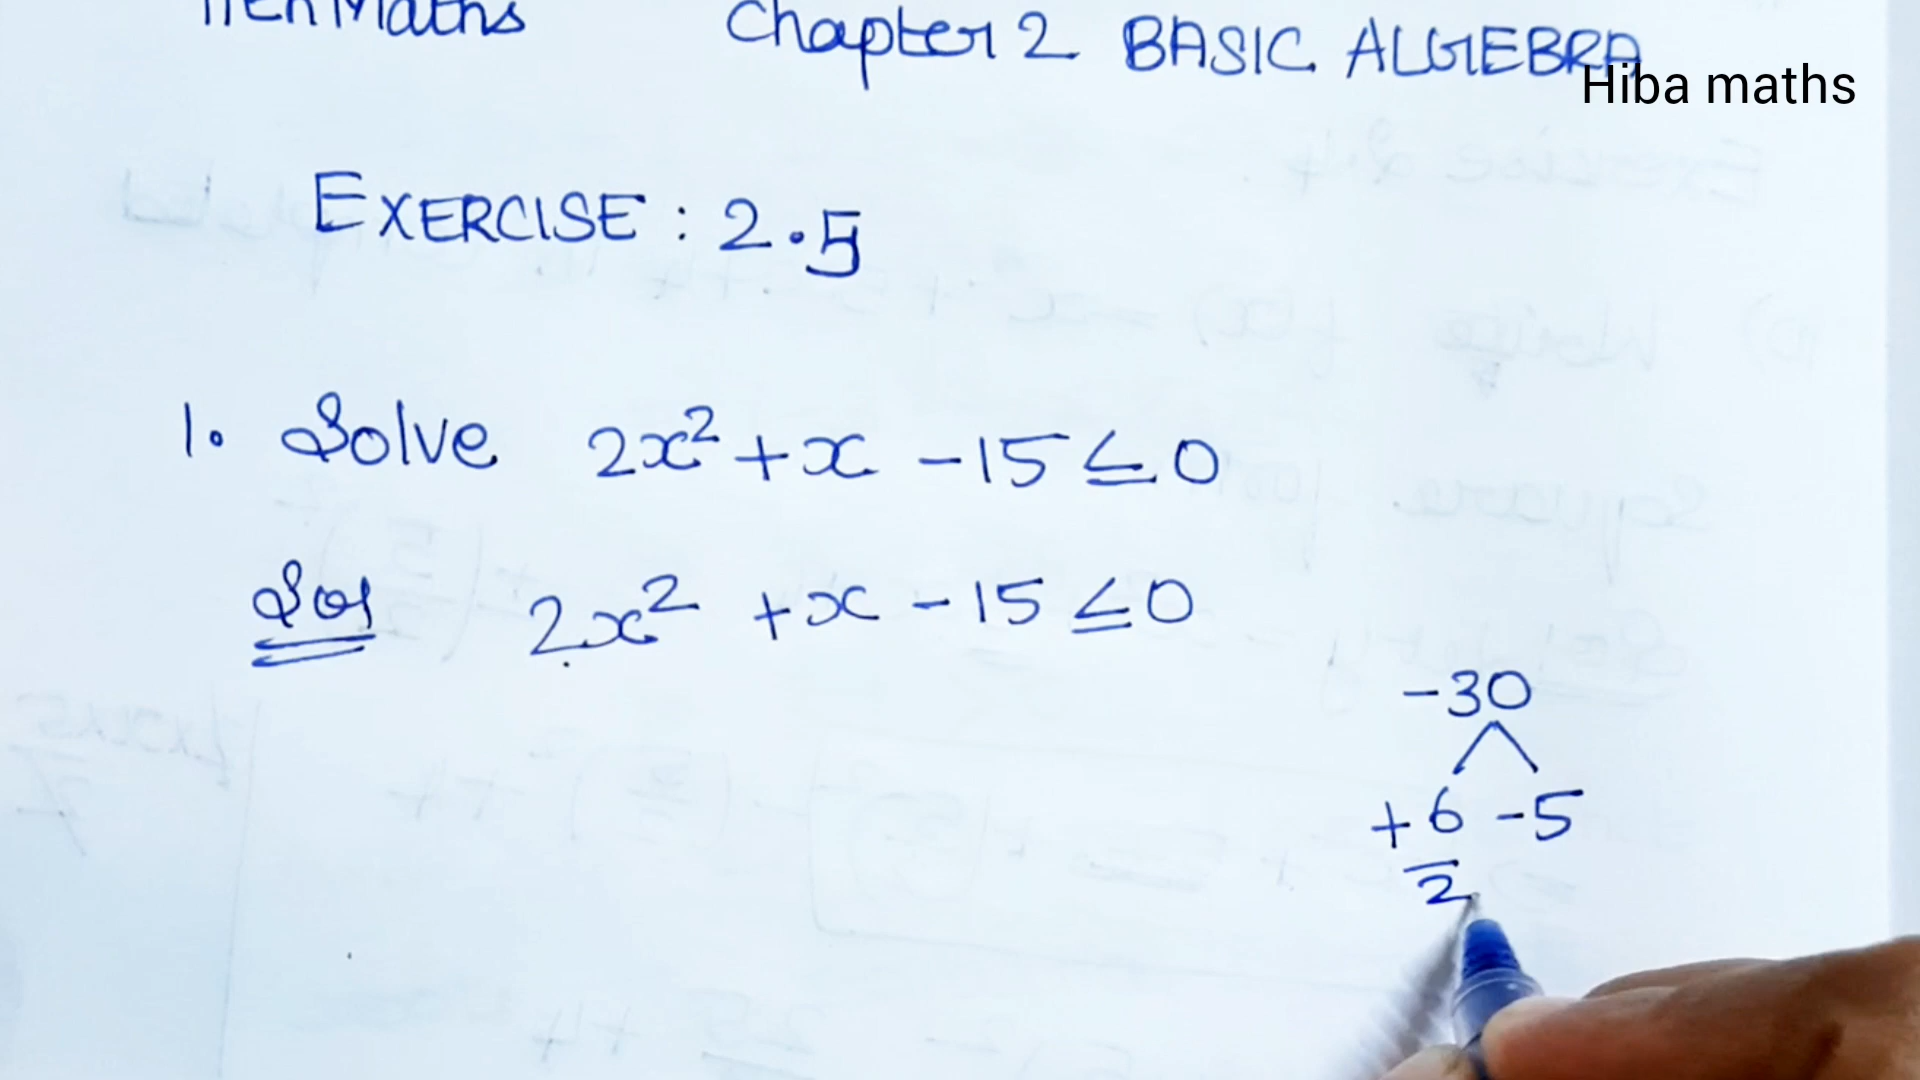 Maths Chapter 2 BASIC ALGEBRA
Hiba maths
EXERCISE : 2.5
1. Solve 2x² + x - 15 ≤ 0
Sol 2x² + x - 15 ≤ 0
-30
+6 -5
2